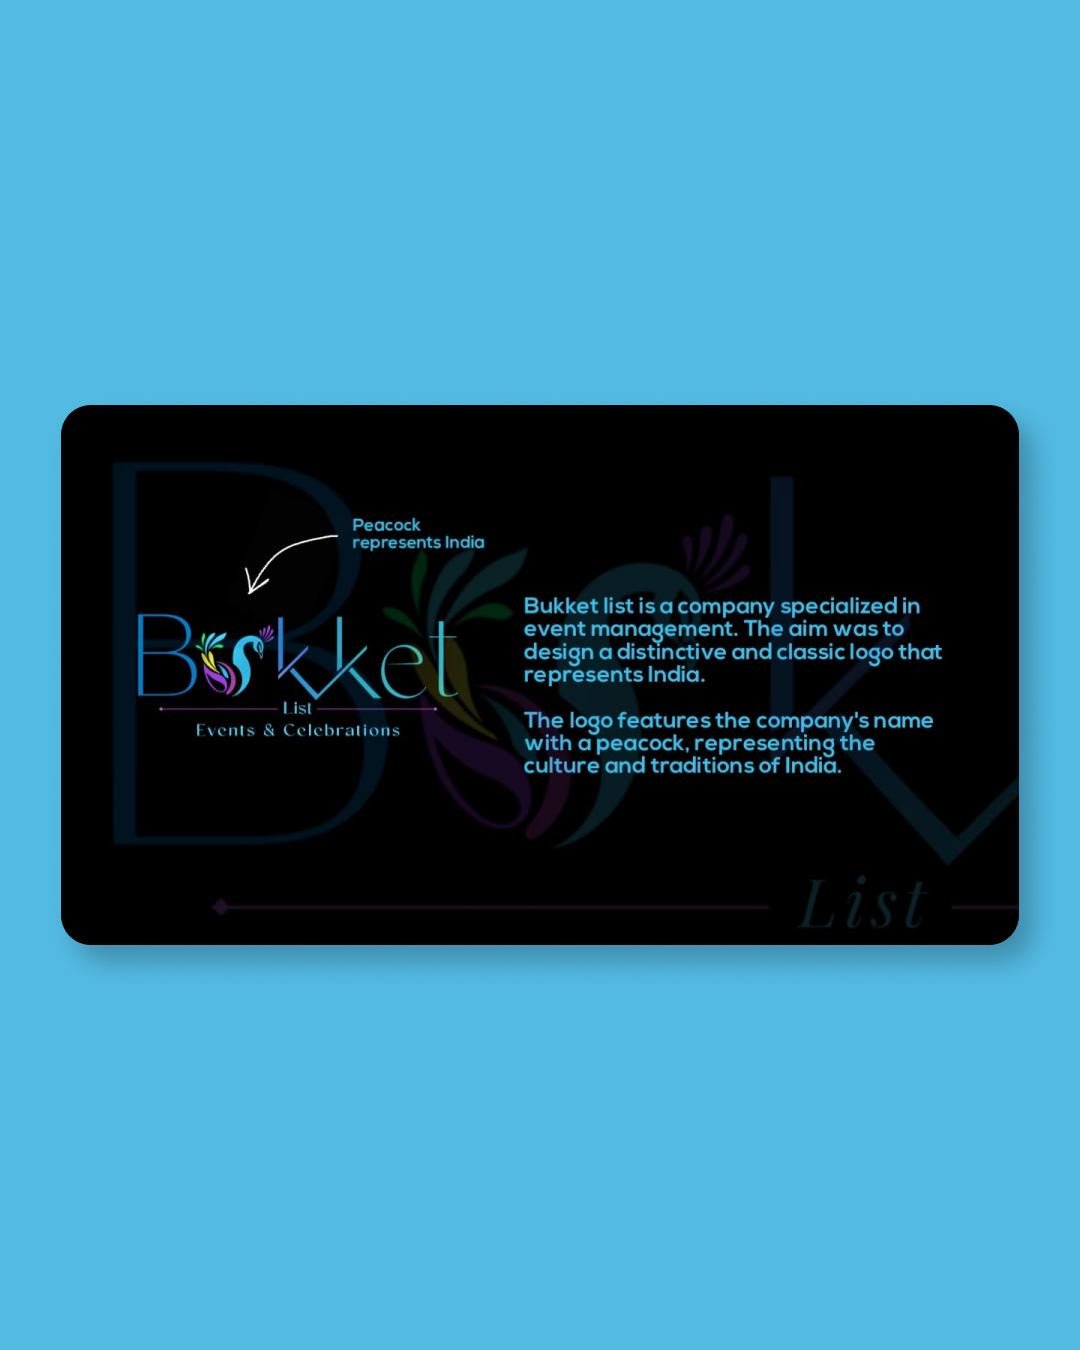 Peacock
represents India
Bukket
List
Events & Celebrations
Bukket list is a company specialized in
event management. The aim was to
design a distinctive and classic logo that
represents India.
The logo features the company's name
with a peacock, representing the
culture and traditions of India.
Buk
List